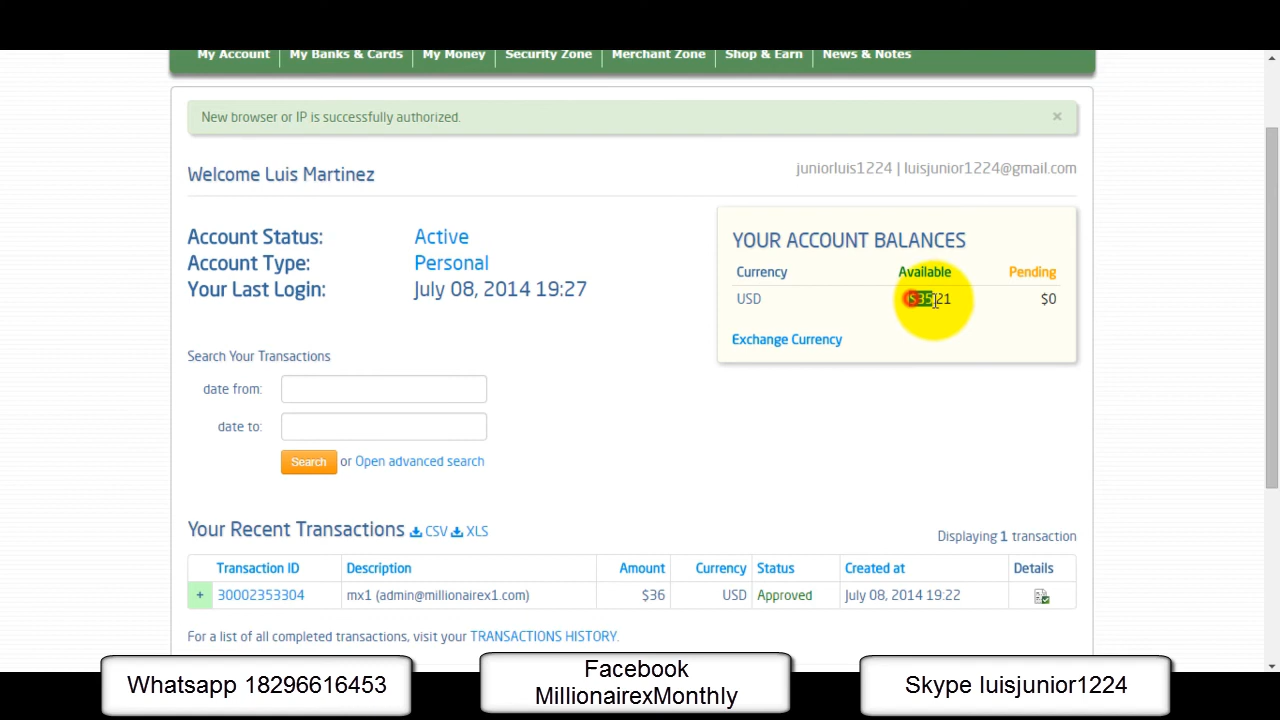 My Account My Banks & Cards My Money Security Zone Merchant Zone Shop & Earn News & Notes
New browser or IP is successfully authorized. ×
Welcome Luis Martinez juniorluis1224 | luisjunior1224@gmail.com
Account Status: Active
Account Type: Personal
Your Last Login: July 08, 2014 19:27
YOUR ACCOUNT BALANCES
Currency Available Pending
USD $35.21 $0
Exchange Currency
Search Your Transactions
date from:
date to:
Search or Open advanced search
Your Recent Transactions CSV XLS Displaying 1 transaction
Transaction ID Description Amount Currency Status Created at Details
+ 30002353304 mx1 (admin@millionairex1.com) $36 USD Approved July 08, 2014 19:22
For a list of all completed transactions, visit your TRANSACTIONS HISTORY.
Whatsapp 18296616453
Facebook
MillionairexMonthly
Skype luisjunior1224